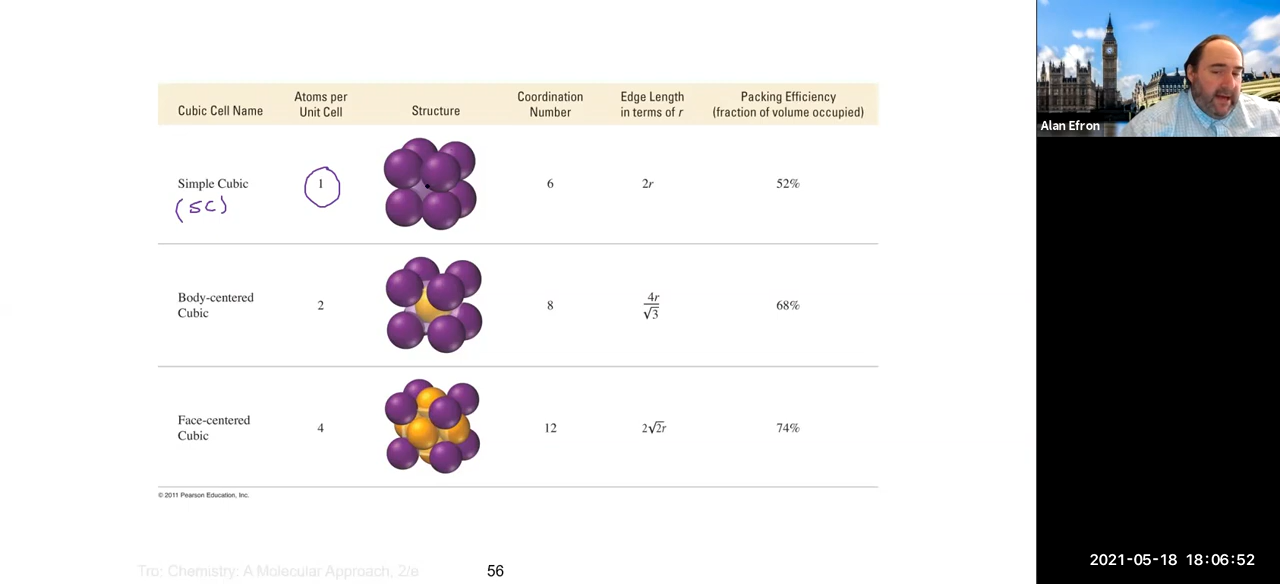 Cubic Cell Name
Atoms per
Unit Cell
Structure
Coordination
Number
Edge Length
in terms of r
Packing Efficiency
(fraction of volume occupied)
Simple Cubic
(SC)
1
6
2r
52%
Body-centered
Cubic
2
8
4r
√3
68%
Face-centered
Cubic
4
12
2√2r
74%
© 2011 Pearson Education, Inc.
Tro; Chemistry: A Molecular Approach, 2/e
56
Alan Efron
2021-05-18 18:06:52